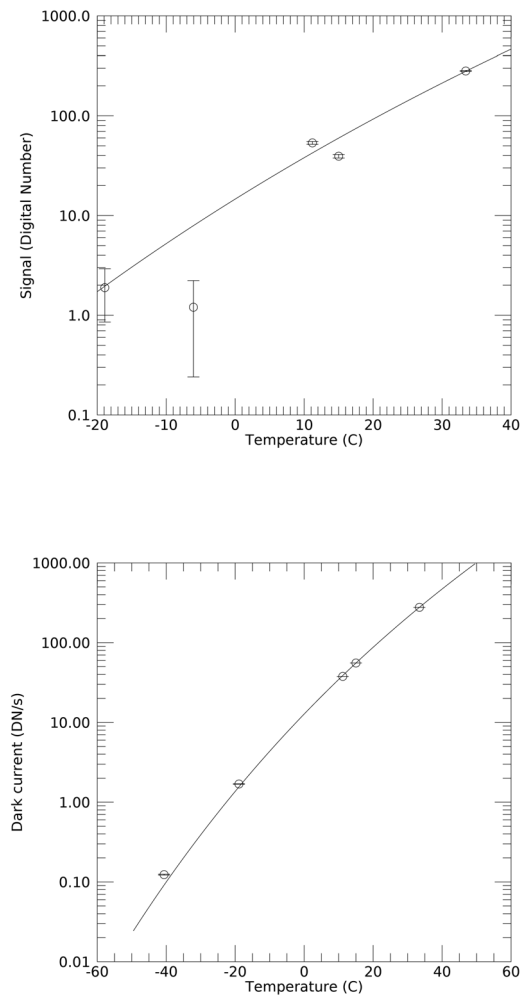 1000.0
100.0
10.0
1.0
0.1
Signal (Digital Number)
-20 -10 0 10 20 30 40
Temperature (C)
1000.00
100.00
10.00
1.00
0.10
0.01
Dark current (DN/s)
-60 -40 -20 0 20 40 60
Temperature (C)